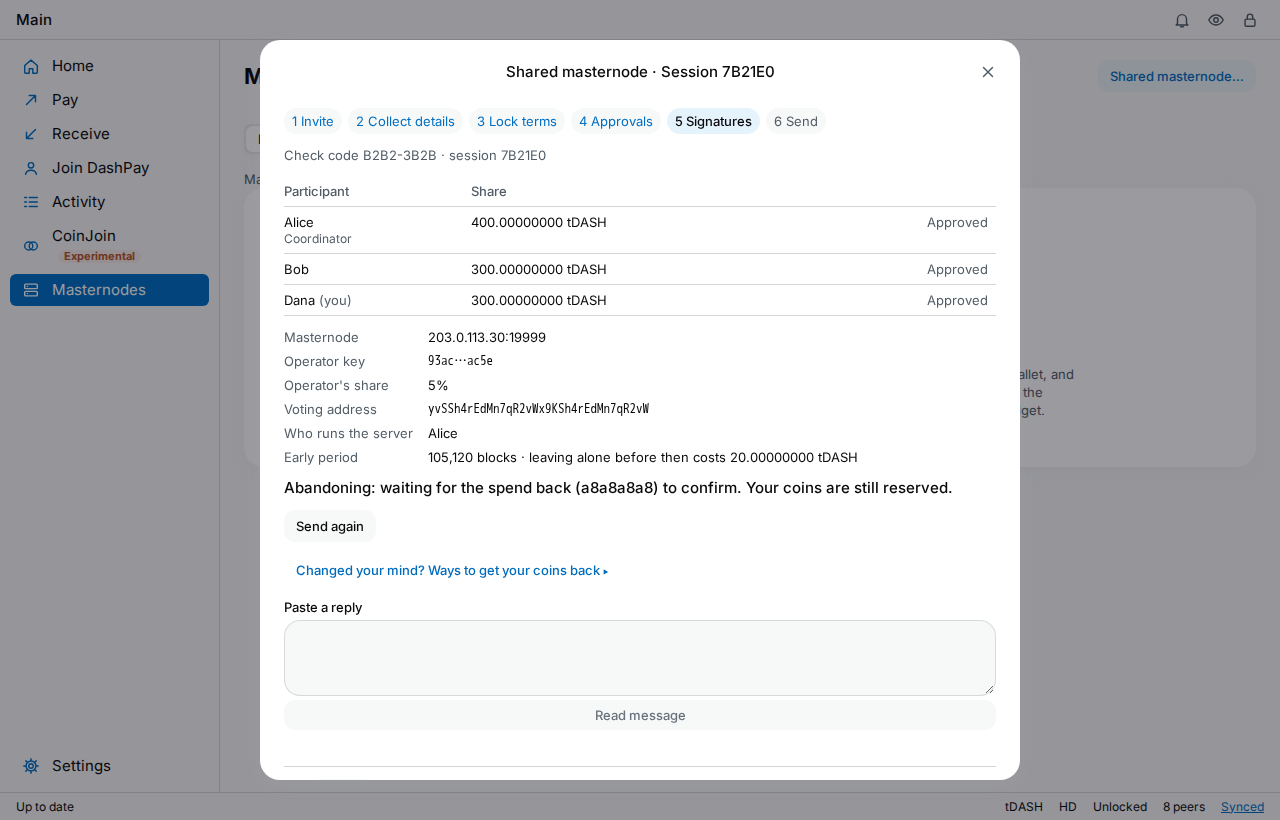 Main
Home
Pay
Receive
Join DashPay
Activity
CoinJoin
Experimental
Masternodes
Settings
Shared masternode...
Shared masternode · Session 7B21E0
1 Invite
2 Collect details
3 Lock terms
4 Approvals
5 Signatures
6 Send
Check code B2B2-3B2B · session 7B21E0
Participant Share
Alice 400.00000000 tDASH Approved
Coordinator
Bob 300.00000000 tDASH Approved
Dana (you) 300.00000000 tDASH Approved
Masternode 203.0.113.30:19999
Operator key 93ac⋯ac5e
Operator's share 5%
Voting address yvSSh4rEdMn7qR2vWx9KSh4rEdMn7qR2vW
Who runs the server Alice
Early period 105,120 blocks · leaving alone before then costs 20.00000000 tDASH
Abandoning: waiting for the spend back (a8a8a8a8) to confirm. Your coins are still reserved.
Send again
Changed your mind? Ways to get your coins back ▸
Paste a reply
Read message
and
the
Up to date
tDASH HD Unlocked 8 peers Synced